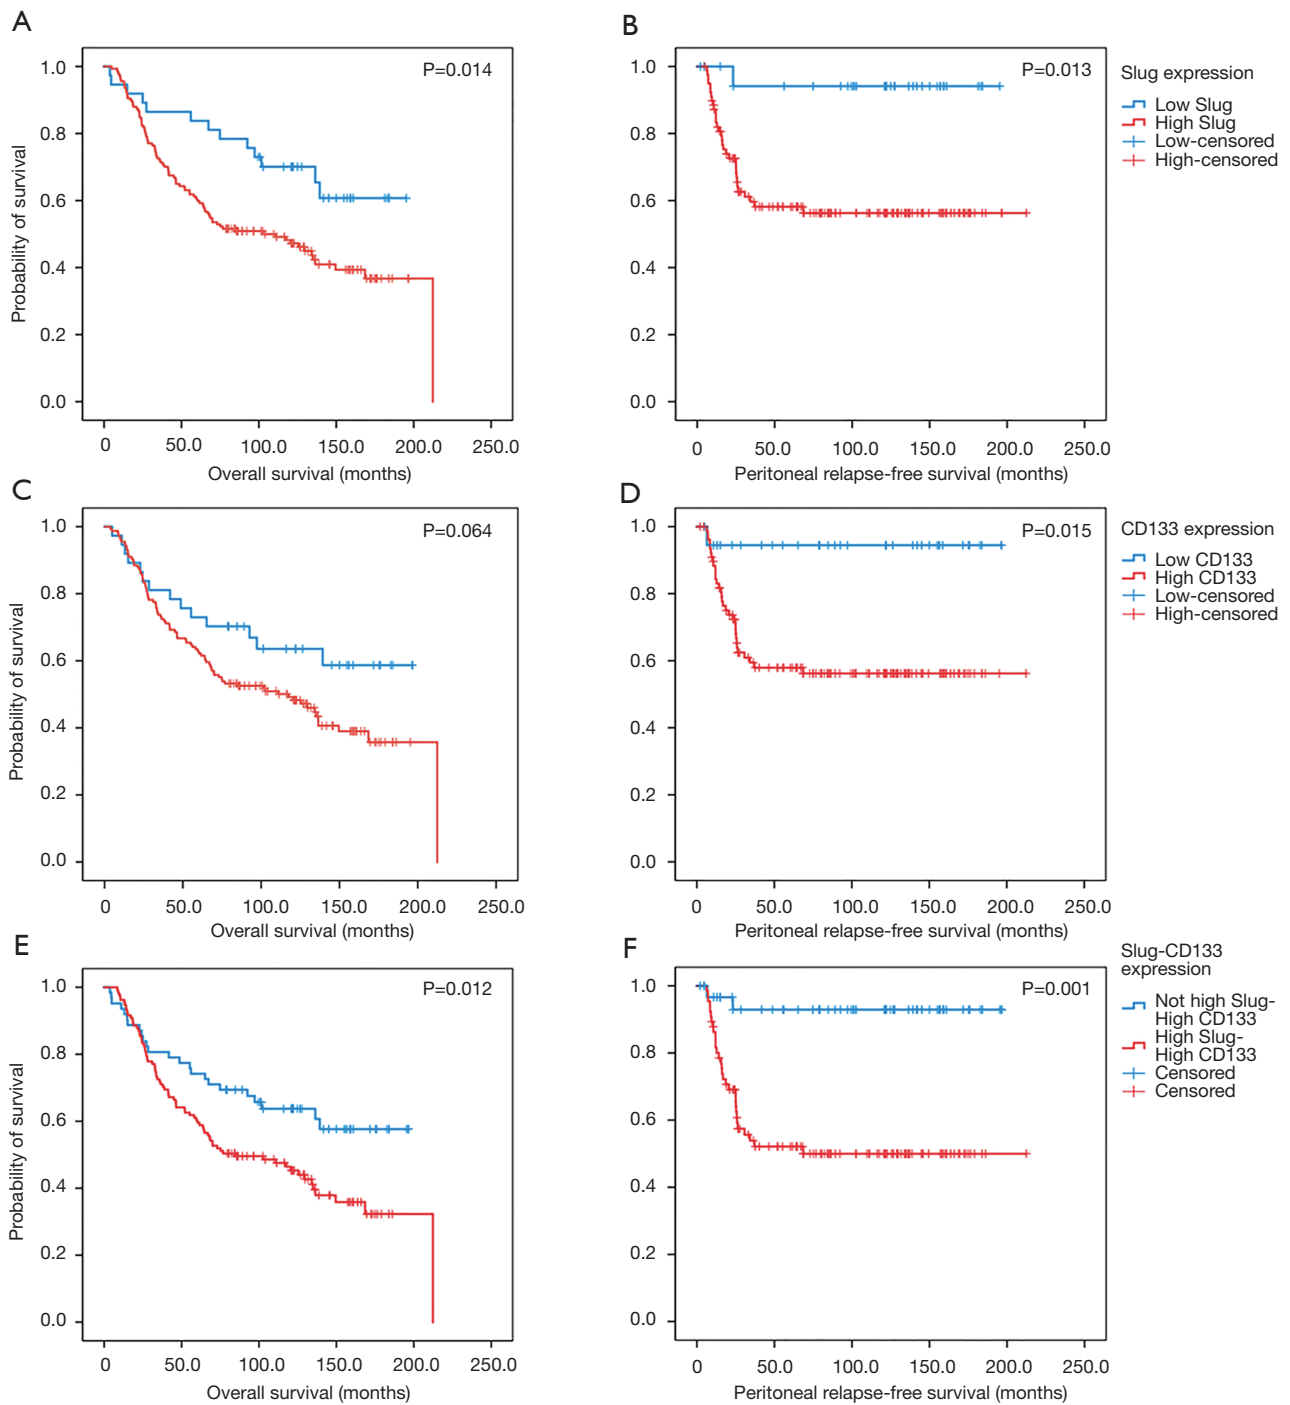 A
P=0.014
1.0
0.8
0.6
0.4
0.2
0.0
Probability of survival
0 50.0 100.0 150.0 200.0 250.0
Overall survival (months)
B
P=0.013
1.0
0.8
0.6
0.4
0.2
0.0
0 50.0 100.0 150.0 200.0 250.0
Peritoneal relapse-free survival (months)
Slug expression
Low Slug
High Slug
Low-censored
High-censored
C
P=0.064
1.0
0.8
0.6
0.4
0.2
0.0
Probability of survival
0 50.0 100.0 150.0 200.0 250.0
Overall survival (months)
D
P=0.015
1.0
0.8
0.6
0.4
0.2
0.0
0 50.0 100.0 150.0 200.0 250.0
Peritoneal relapse-free survival (months)
CD133 expression
Low CD133
High CD133
Low-censored
High-censored
E
P=0.012
1.0
0.8
0.6
0.4
0.2
0.0
Probability of survival
0 50.0 100.0 150.0 200.0 250.0
Overall survival (months)
F
P=0.001
1.0
0.8
0.6
0.4
0.2
0.0
0 50.0 100.0 150.0 200.0 250.0
Peritoneal relapse-free survival (months)
Slug-CD133
expression
Not high Slug-
High CD133
High Slug-
High CD133
Censored
Censored